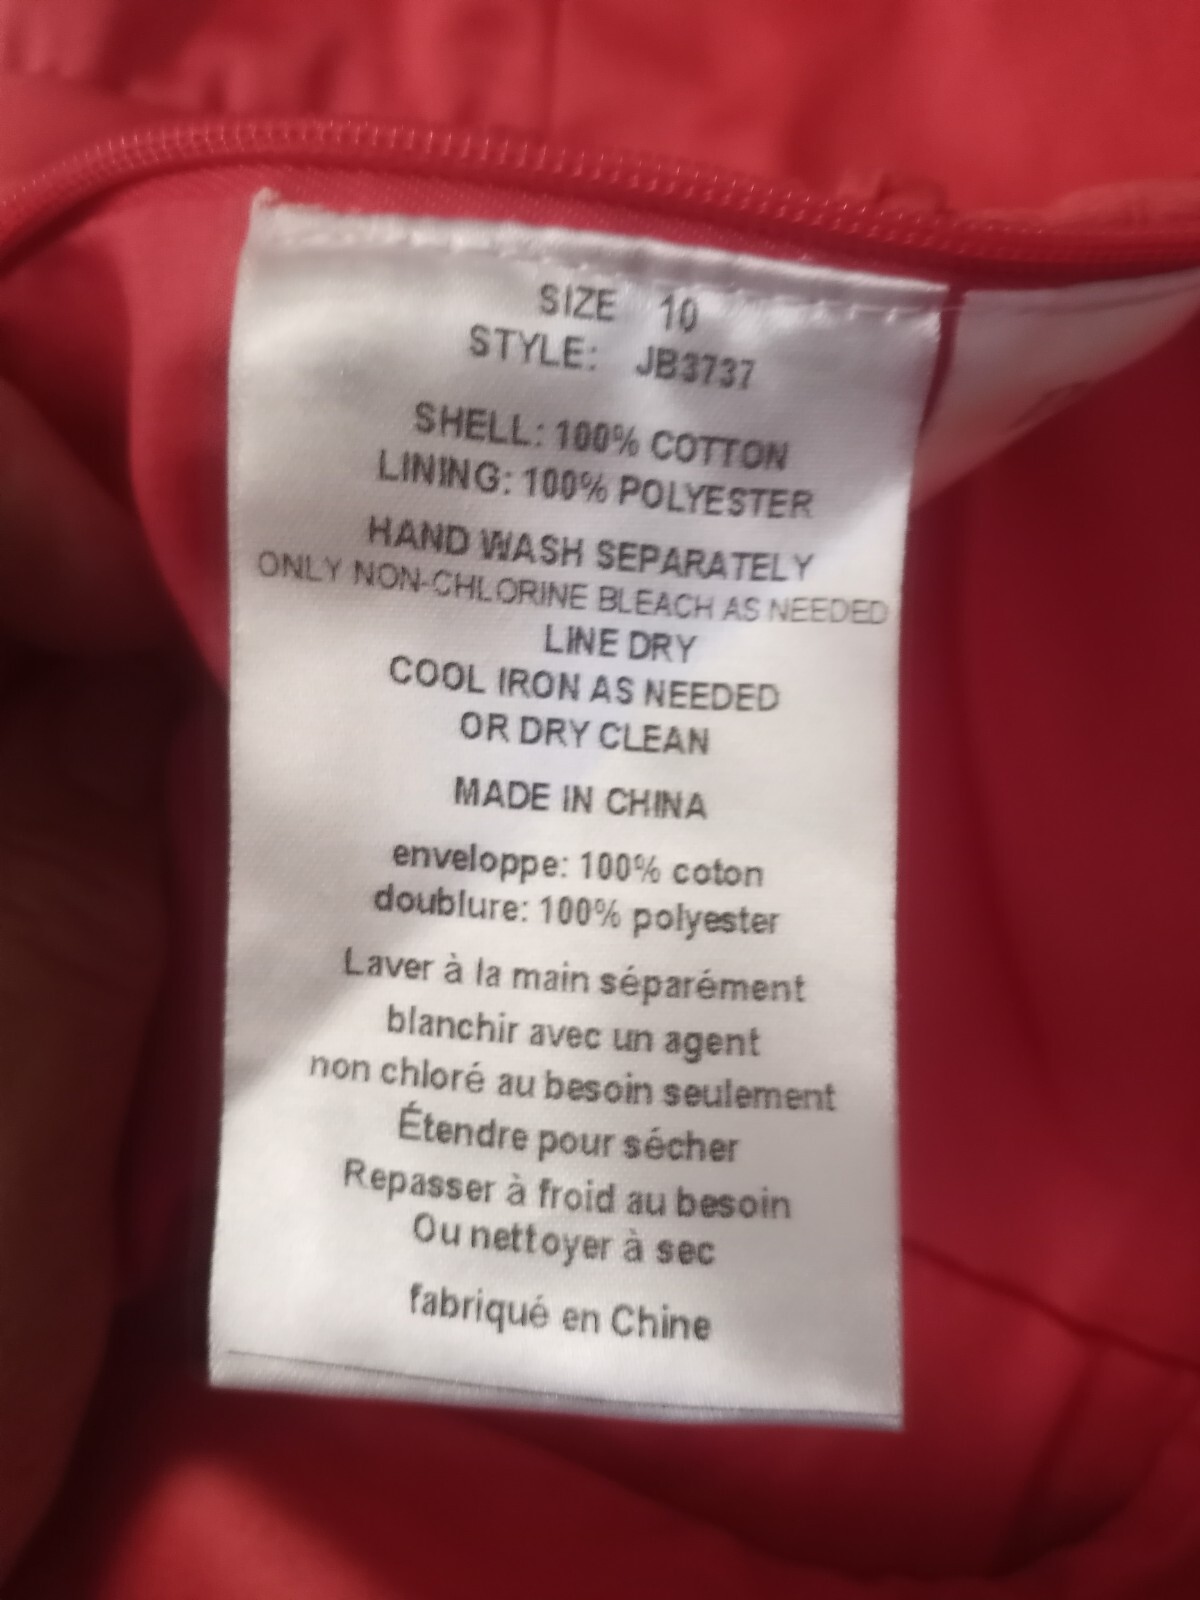 SIZE 10
STYLE: JB3737
SHELL: 100% COTTON
LINING: 100% POLYESTER
HAND WASH SEPARATELY
ONLY NON-CHLORINE BLEACH AS NEEDED
LINE DRY
COOL IRON AS NEEDED
OR DRY CLEAN
MADE IN CHINA
enveloppe: 100% coton
doublure: 100% polyester
Laver à la main séparément
blanchir avec un agent
non chloré au besoin seulement
Étendre pour sécher
Repasser à froid au besoin
Ou nettoyer à sec
fabriqué en Chine